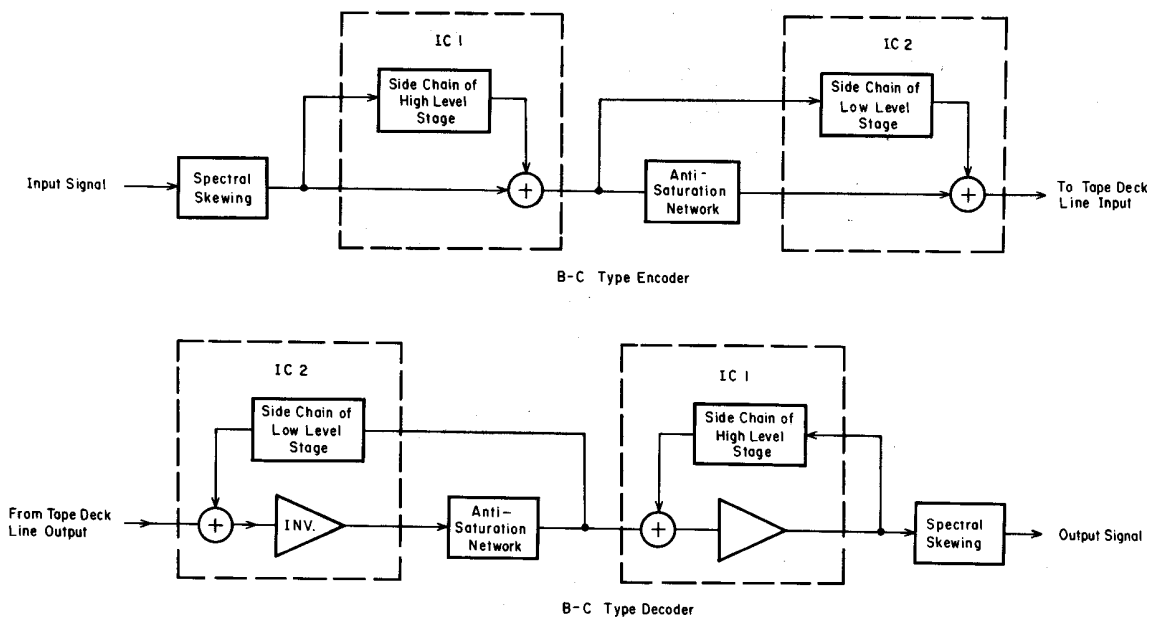 IC 1
IC 2
Side Chain of
High Level
Stage
Side Chain of
Low Level
Stage
Input Signal
Spectral
Skewing
+
Anti-
Saturation
Network
+
To Tape Deck
Line Input
B-C Type Encoder
IC 2
IC 1
Side Chain of
Low Level
Stage
Side Chain of
High Level
Stage
From Tape Deck
Line Output
+
INV.
Anti-
Saturation
Network
+
Spectral
Skewing
Output Signal
B-C Type Decoder